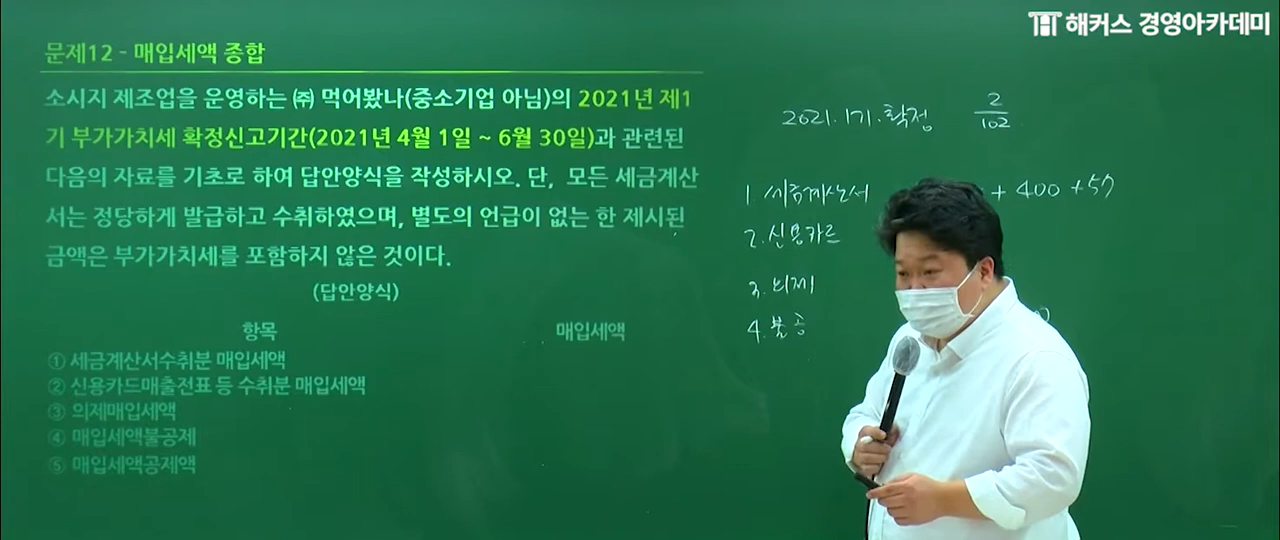 해커스 경영아카데미
문제12 - 매입세액 종합
소시지 제조업을 운영하는 ㈜ 먹어봤나(중소기업 아님)의 2021년 제1
기 부가가치세 확정신고기간(2021년 4월 1일 ~ 6월 30일)과 관련된
다음의 자료를 기초로 하여 답안양식을 작성하시오. 단, 모든 세금계산
서는 정당하게 발급하고 수취하였으며, 별도의 언급이 없는 한 제시된
금액은 부가가치세를 포함하지 않은 것이다.
(답안양식)
항목 매입세액
① 세금계산서수취분 매입세액
② 신용카드매출전표 등 수취분 매입세액
③ 의제매입세액
④ 매입세액불공제
⑤ 매입세액공제액
2021. 1기. 확정 2/102
1 세금계산서 + 400 + 57
2. 신용카드
3. 의제
4. 불공